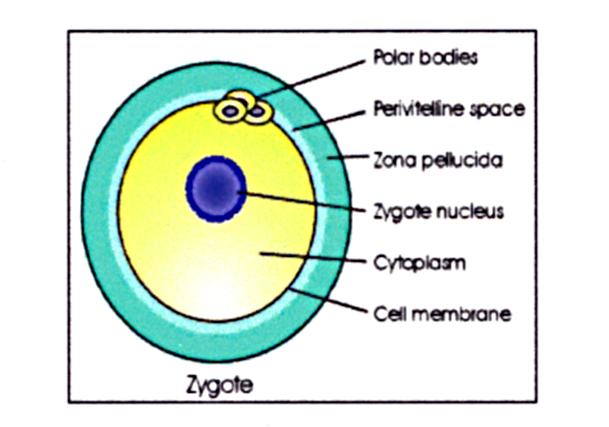 Polar bodies
Perivitelline space
Zona pellucida
Zygote nucleus
Cytoplasm
Cell membrane
Zygote